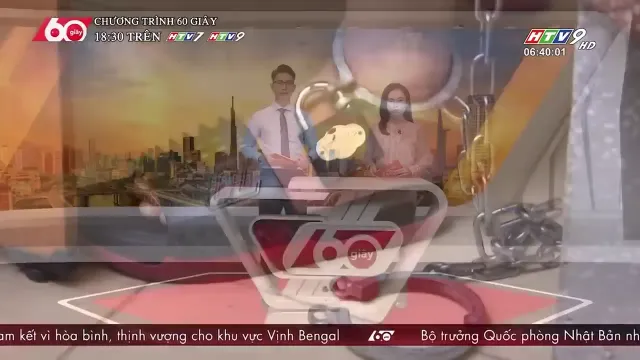 60 giây
CHƯƠNG TRÌNH 60 GIÂY
18:30 TRÊN HTV7 HTV9
HTV9 HD
06:40:01
60 giây
am kết vì hòa bình, thịnh vượng cho khu vực Vịnh Bengal 60 giây Bộ trưởng Quốc phòng Nhật Bản nh